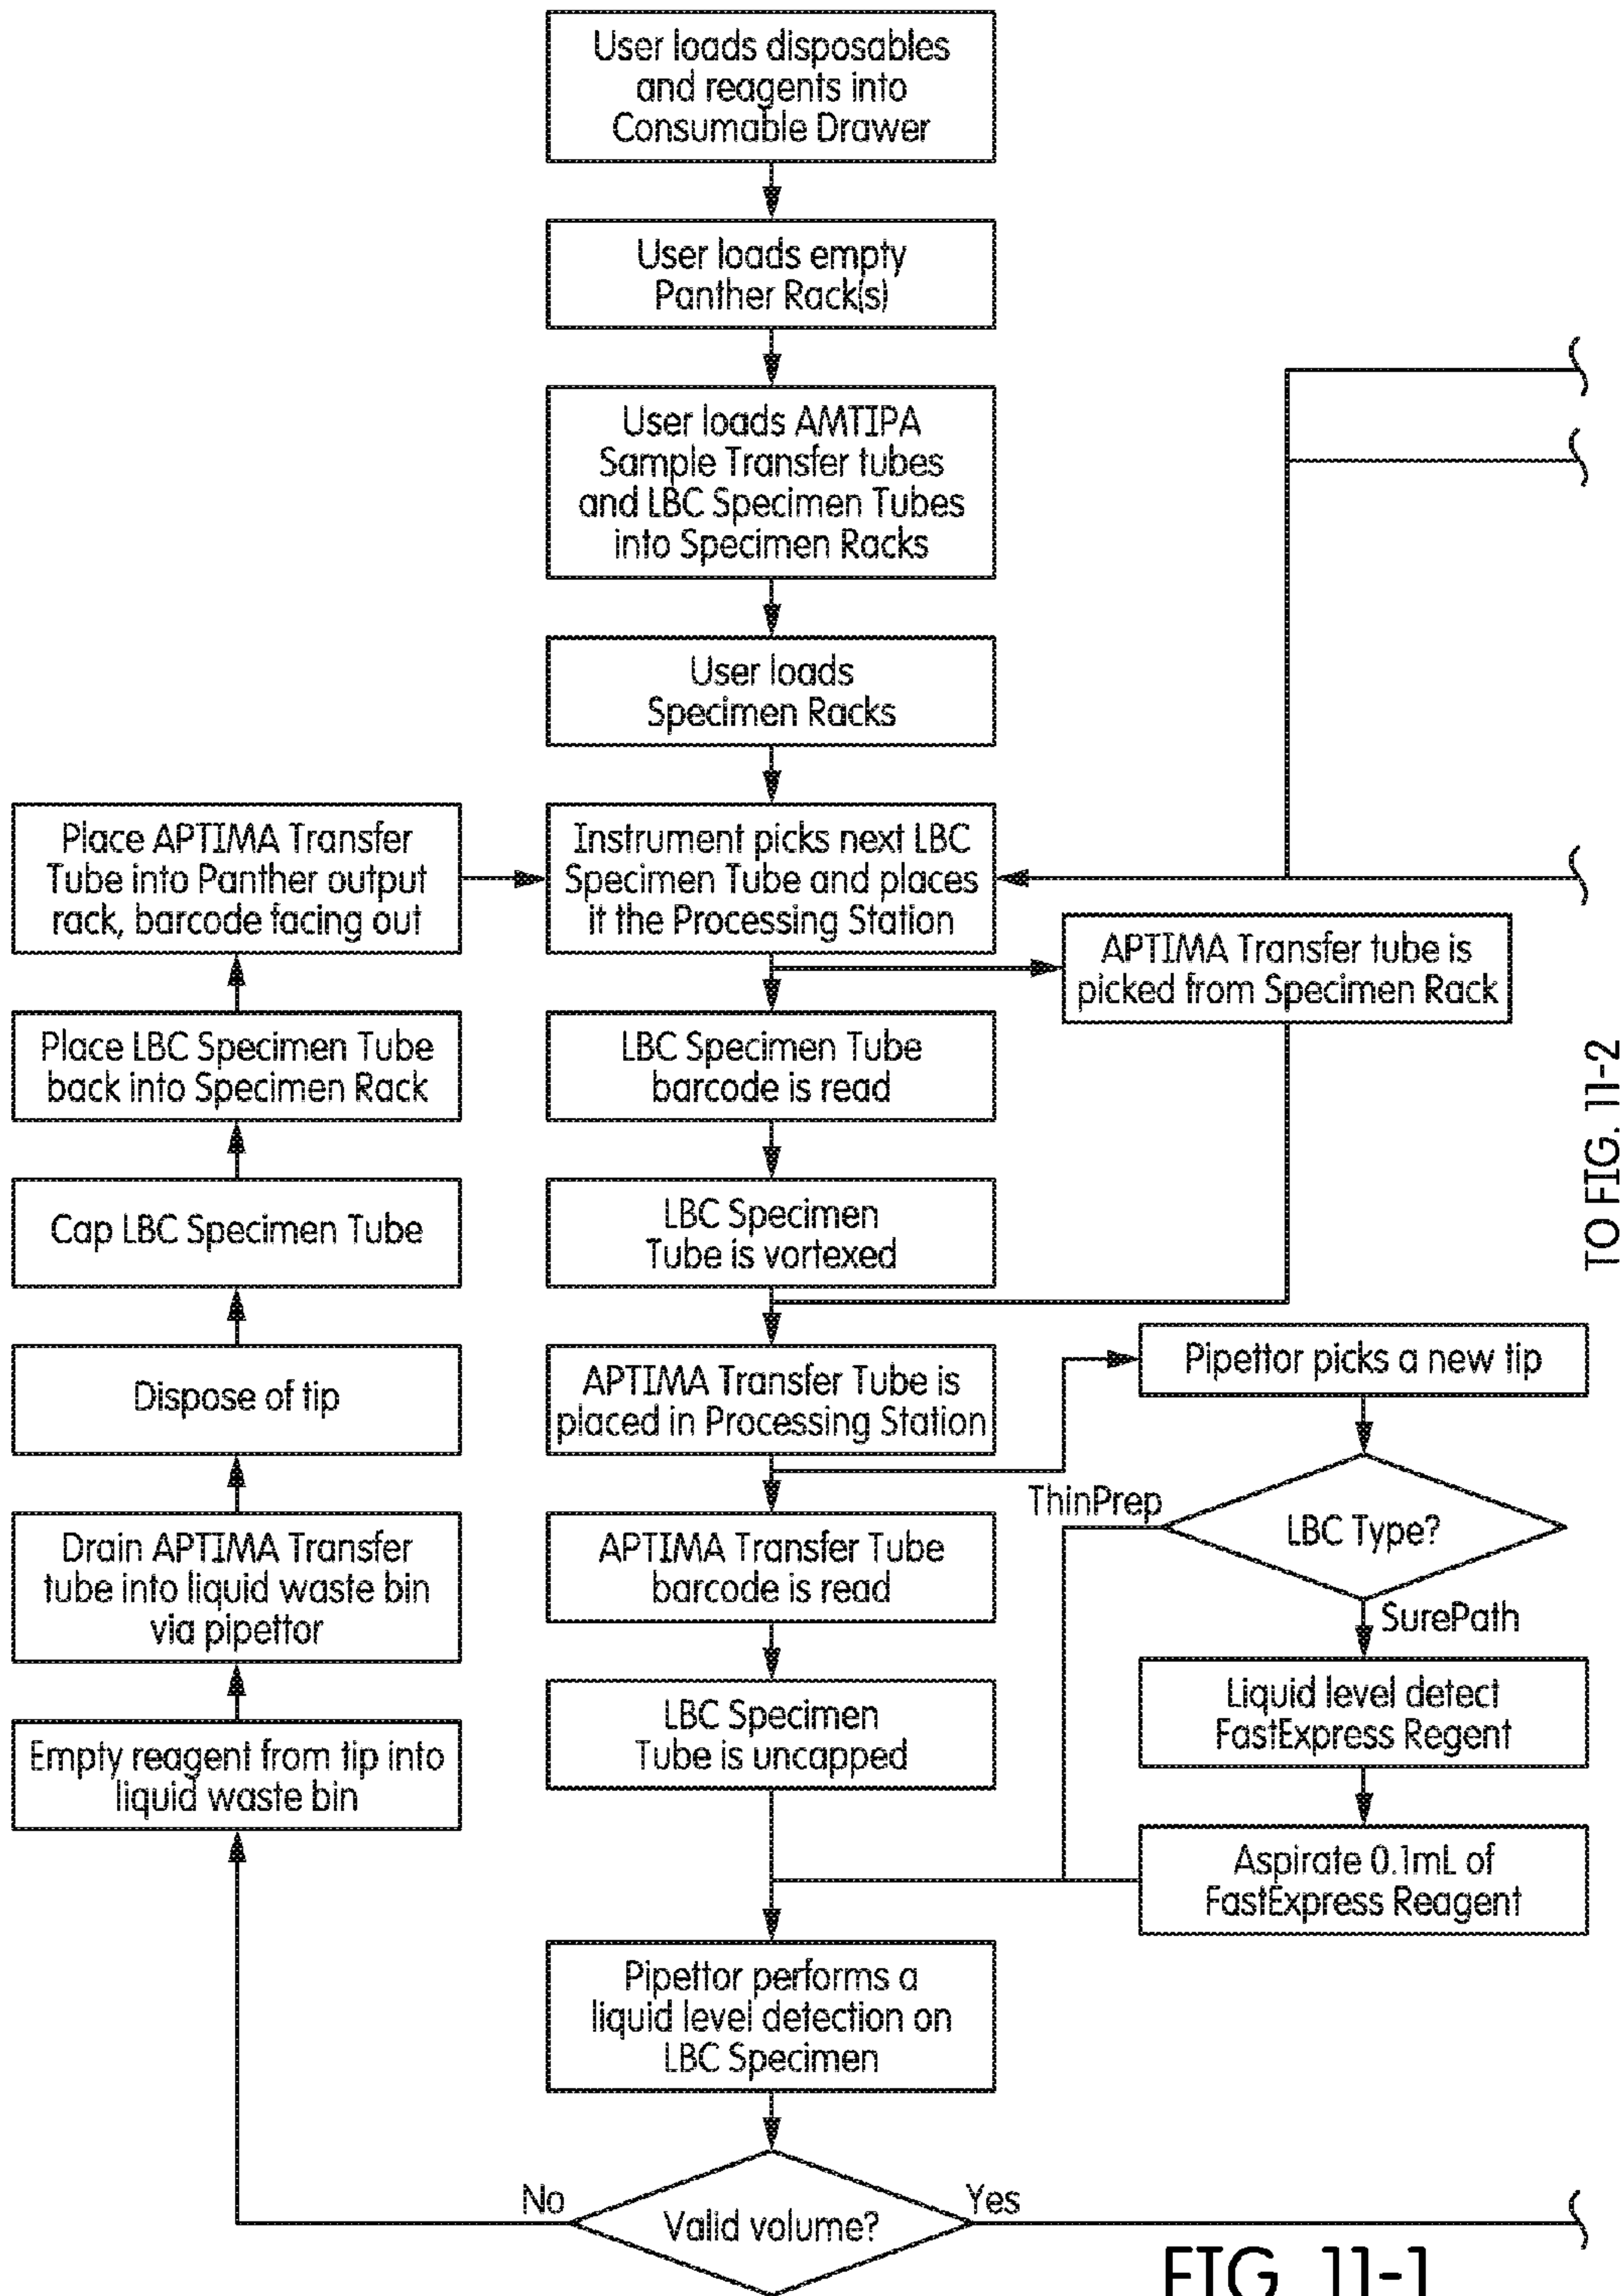 User loads disposables
and reagents into
Consumable Drawer
User loads empty
Panther Rack(s)
User loads AMTIPA
Sample Transfer tubes
and LBC Specimen Tubes
into Specimen Racks
User loads
Specimen Racks
Place APTIMA Transfer
Tube into Panther output
rack, barcode facing out
Instrument picks next LBC
Specimen Tube and places
it the Processing Station
APTIMA Transfer tube is
picked from Specimen Rack
Place LBC Specimen Tube
back into Specimen Rack
LBC Specimen Tube
barcode is read
TO FIG. 11-2
Cap LBC Specimen Tube
LBC Specimen
Tube is vortexed
Dispose of tip
APTIMA Transfer Tube is
placed in Processing Station
Pipettor picks a new tip
ThinPrep
LBC Type?
SurePath
Drain APTIMA Transfer
tube into liquid waste bin
via pipettor
APTIMA Transfer Tube
barcode is read
Empty reagent from tip into
liquid waste bin
LBC Specimen
Tube is uncapped
Liquid level detect
FastExpress Regent
Aspirate 0.1mL of
FastExpress Reagent
Pipettor performs a
liquid level detection on
LBC Specimen
No
Valid volume?
Yes
FIG. 11-1